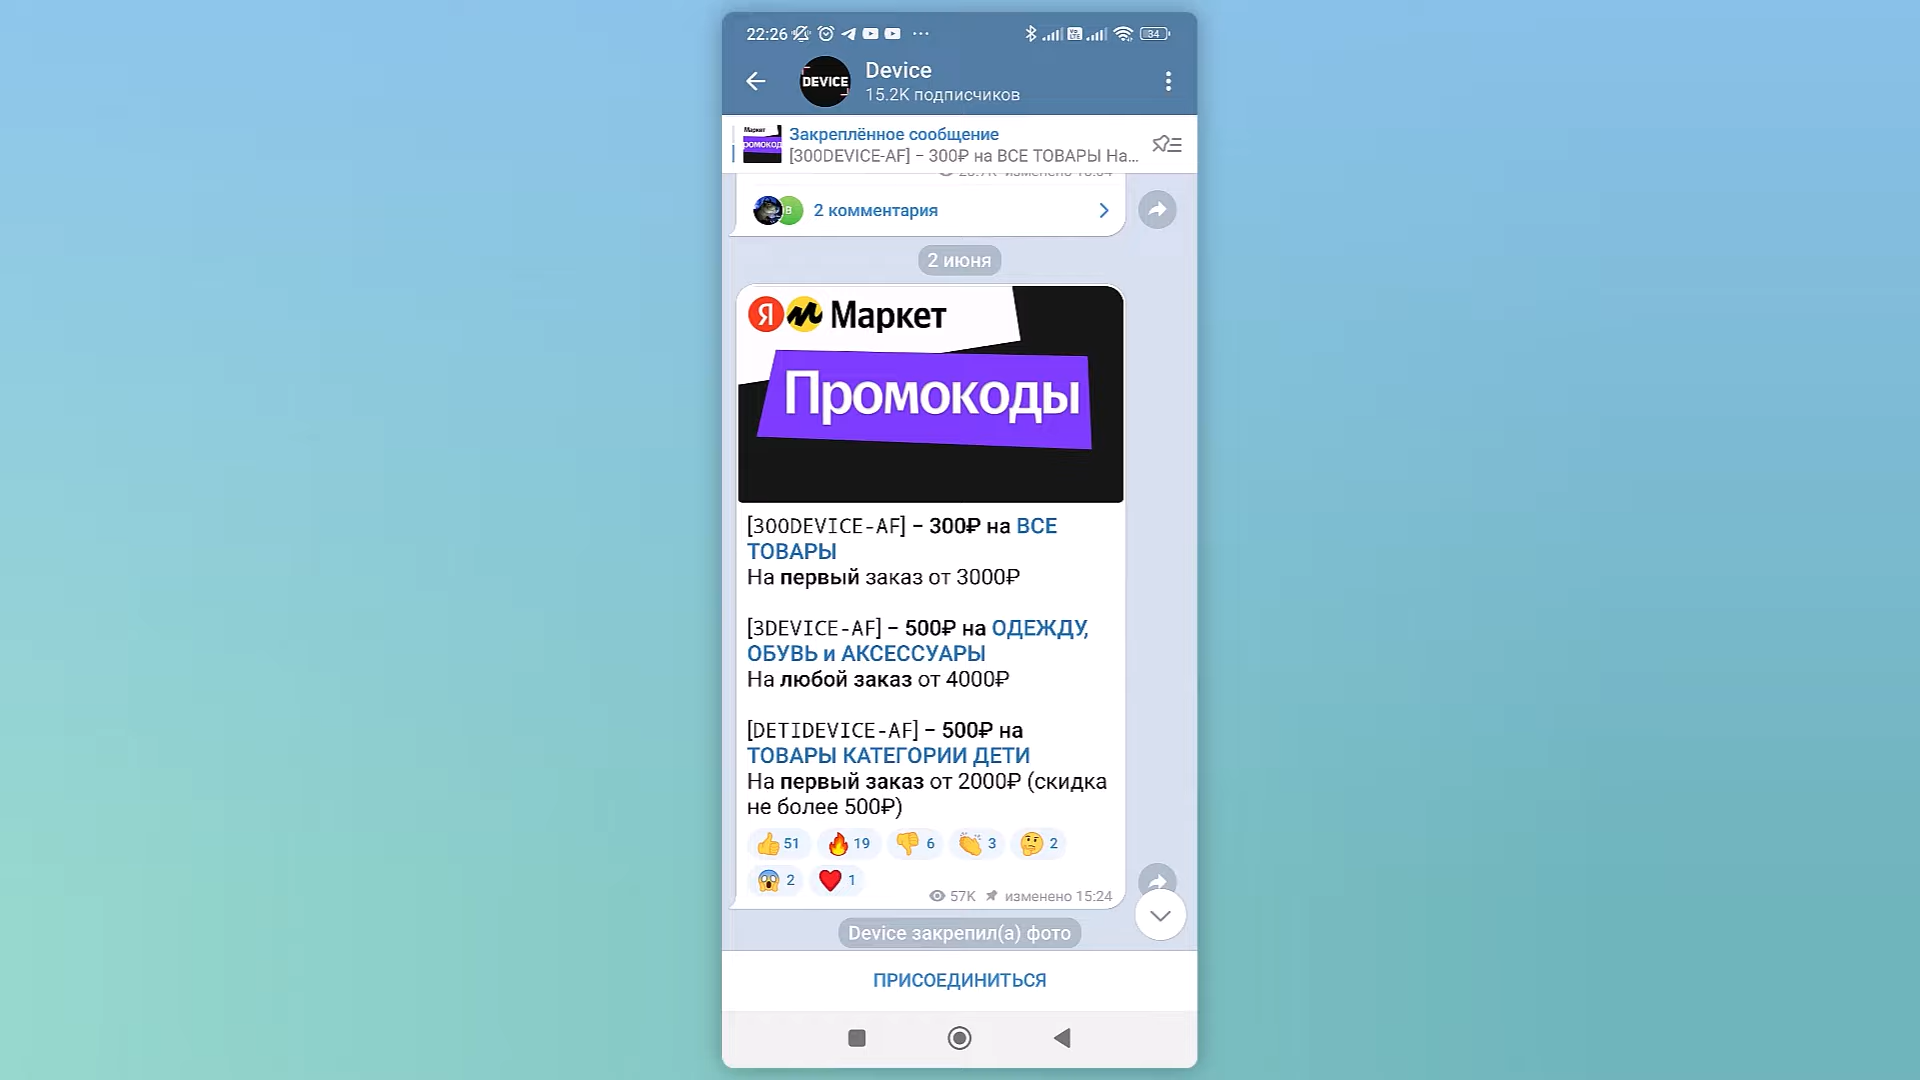 22:26
34
DEVICE
Device
15.2K подписчиков
Маркет
Закреплённое сообщение
[300DEVICE-AF] – 300₽ на ВСЕ ТОВАРЫ На...
2 комментария
2 июня
Я Маркет
Промокоды
[300DEVICE-AF] – 300₽ на ВСЕ
ТОВАРЫ
На первый заказ от 3000₽
[3DEVICE-AF] – 500₽ на ОДЕЖДУ,
ОБУВЬ и АКСЕССУАРЫ
На любой заказ от 4000₽
[DETIDEVICE-AF] – 500₽ на
ТОВАРЫ КАТЕГОРИИ ДЕТИ
На первый заказ от 2000₽ (скидка
не более 500₽)
51 19 6 3 2
2 1
57K изменено 15:24
Device закрепил(а) фото
ПРИСОЕДИНИТЬСЯ